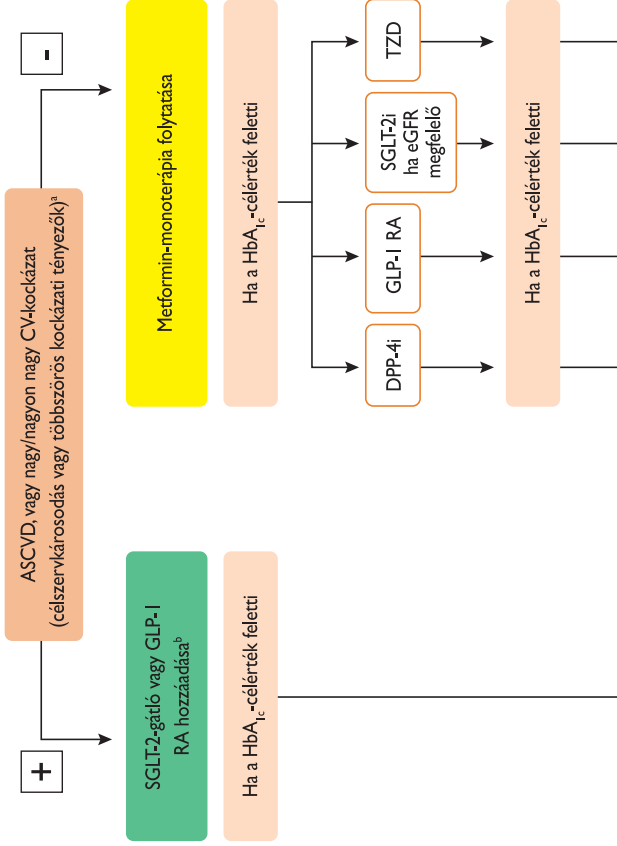 ASCVD, vagy nagy/nagyon nagy CV-kockázat
(célszervkárosodás vagy többszörös kockázati tényezők)ᵃ
+
-
SGLT-2-gátló vagy GLP-1
RA hozzáadásaᵇ
Ha a HbA1c-célérték feletti
Metformin-monoterápia folytatása
Ha a HbA1c-célérték feletti
DPP-4i
GLP-1 RA
SGLT-2i
ha eGFR
megfelelő
TZD
Ha a HbA1c-célérték feletti